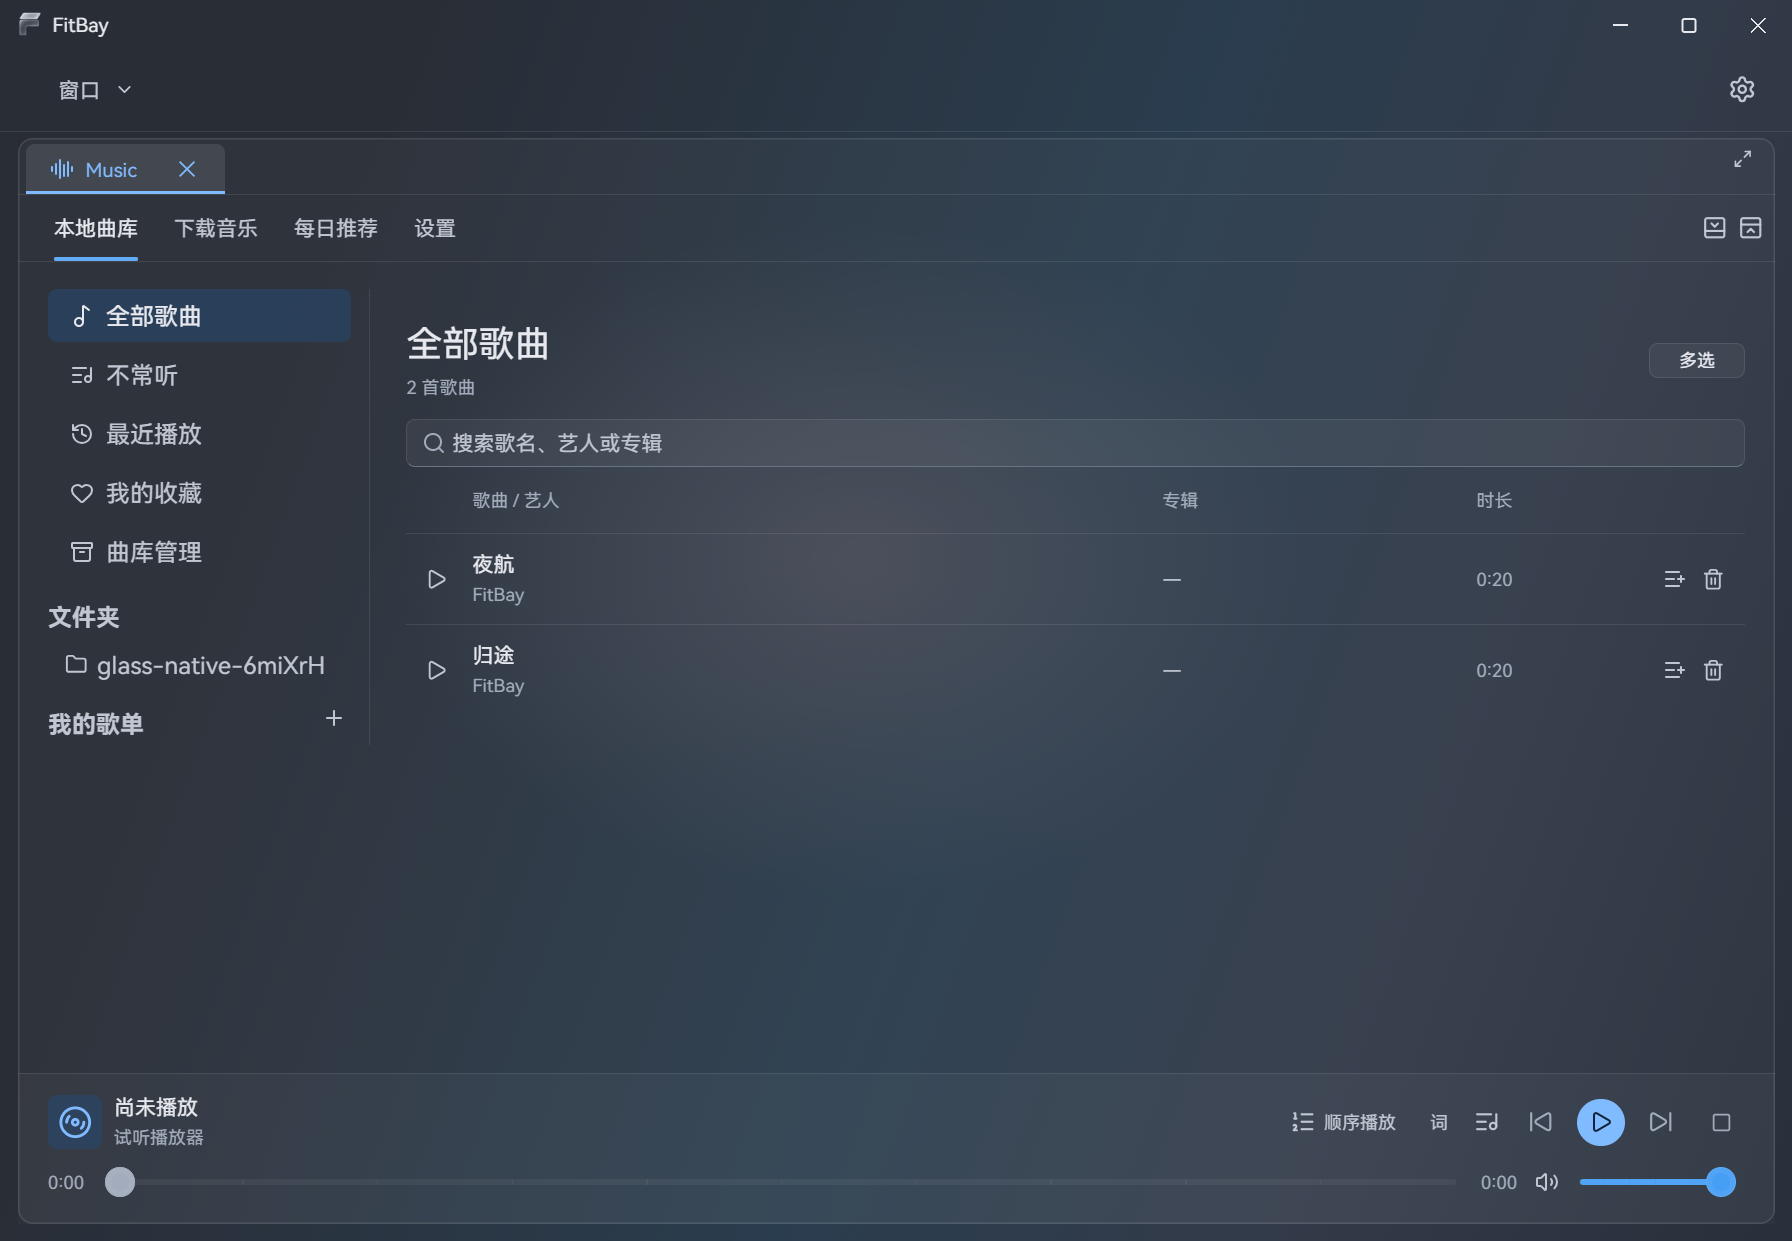 FitBay
窗口
Music
本地曲库 下载音乐 每日推荐 设置
全部歌曲
不常听
最近播放
我的收藏
曲库管理
文件夹
glass-native-6miXrH
我的歌单
全部歌曲
2 首歌曲
多选
搜索歌名、艺人或专辑
歌曲 / 艺人 专辑 时长
夜航
FitBay
— 0:20
归途
FitBay
— 0:20
尚未播放
试听播放器
顺序播放 词
0:00 0:00